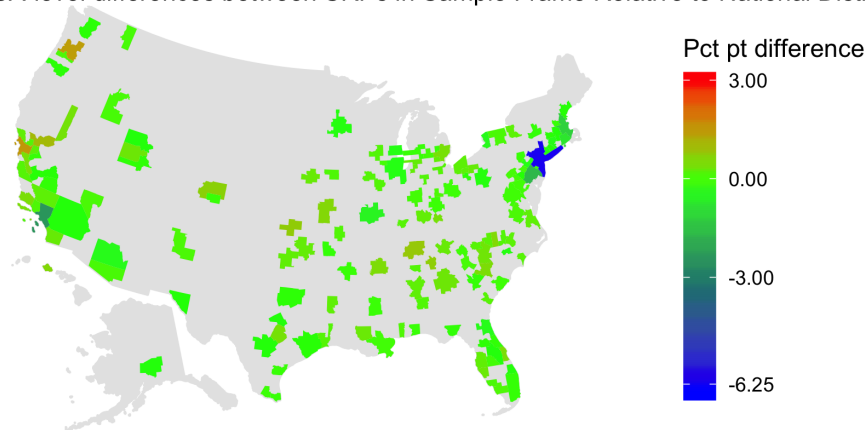 differences between
in Sample Frame Relative to National
Pct pt difference
3.00
0.00
-3.00
-6.25